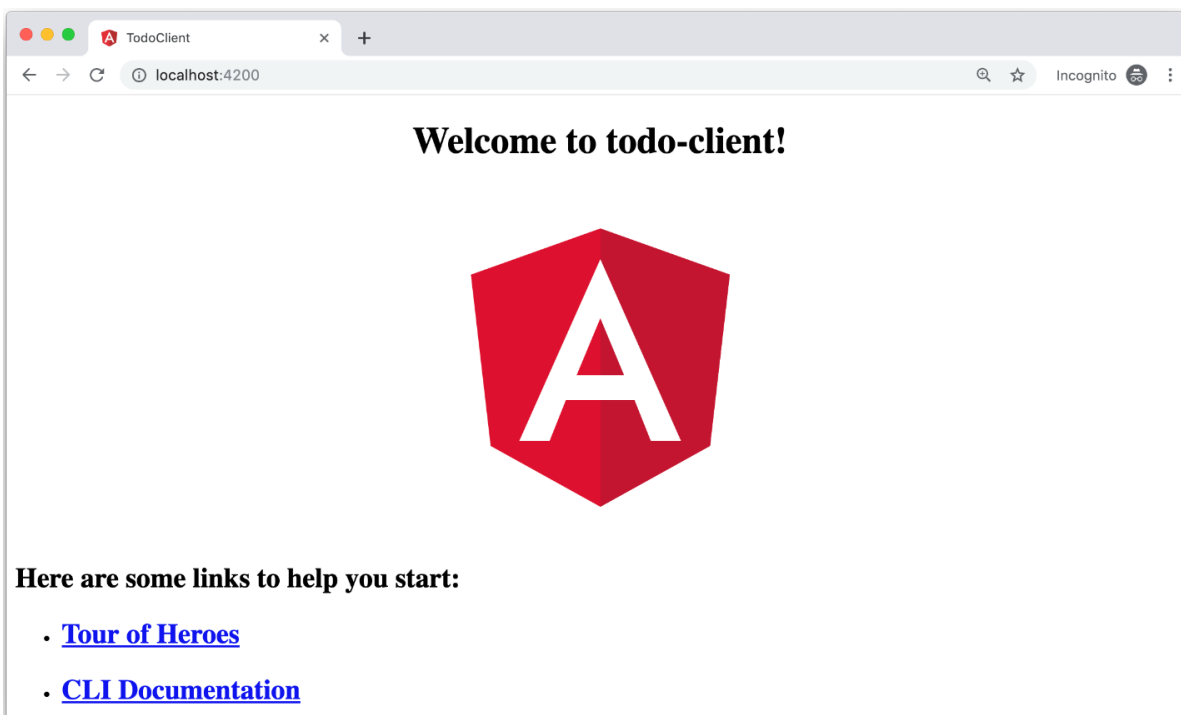 TodoClient
localhost:4200
Incognito
Welcome to todo-client!
A
Here are some links to help you start:
Tour of Heroes
CLI Documentation